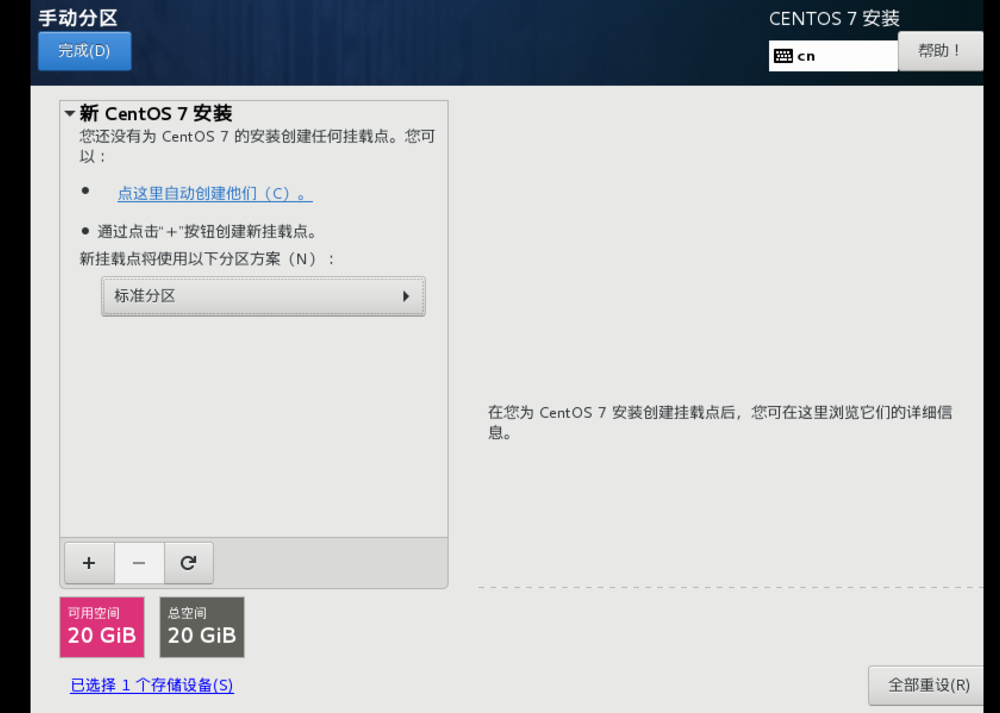 手动分区
完成(D)
CENTOS 7 安装
cn
帮助！
新 CentOS 7 安装
您还没有为 CentOS 7 的安装创建任何挂载点。您可
以：
点这里自动创建他们（C）。
通过点击“+”按钮创建新挂载点。
新挂载点将使用以下分区方案（N）：
标准分区
在您为 CentOS 7 安装创建挂载点后，您可在这里浏览它们的详细信
息。
+
−
可用空间
20 GiB
总空间
20 GiB
已选择 1 个存储设备(S)
全部重设(R)